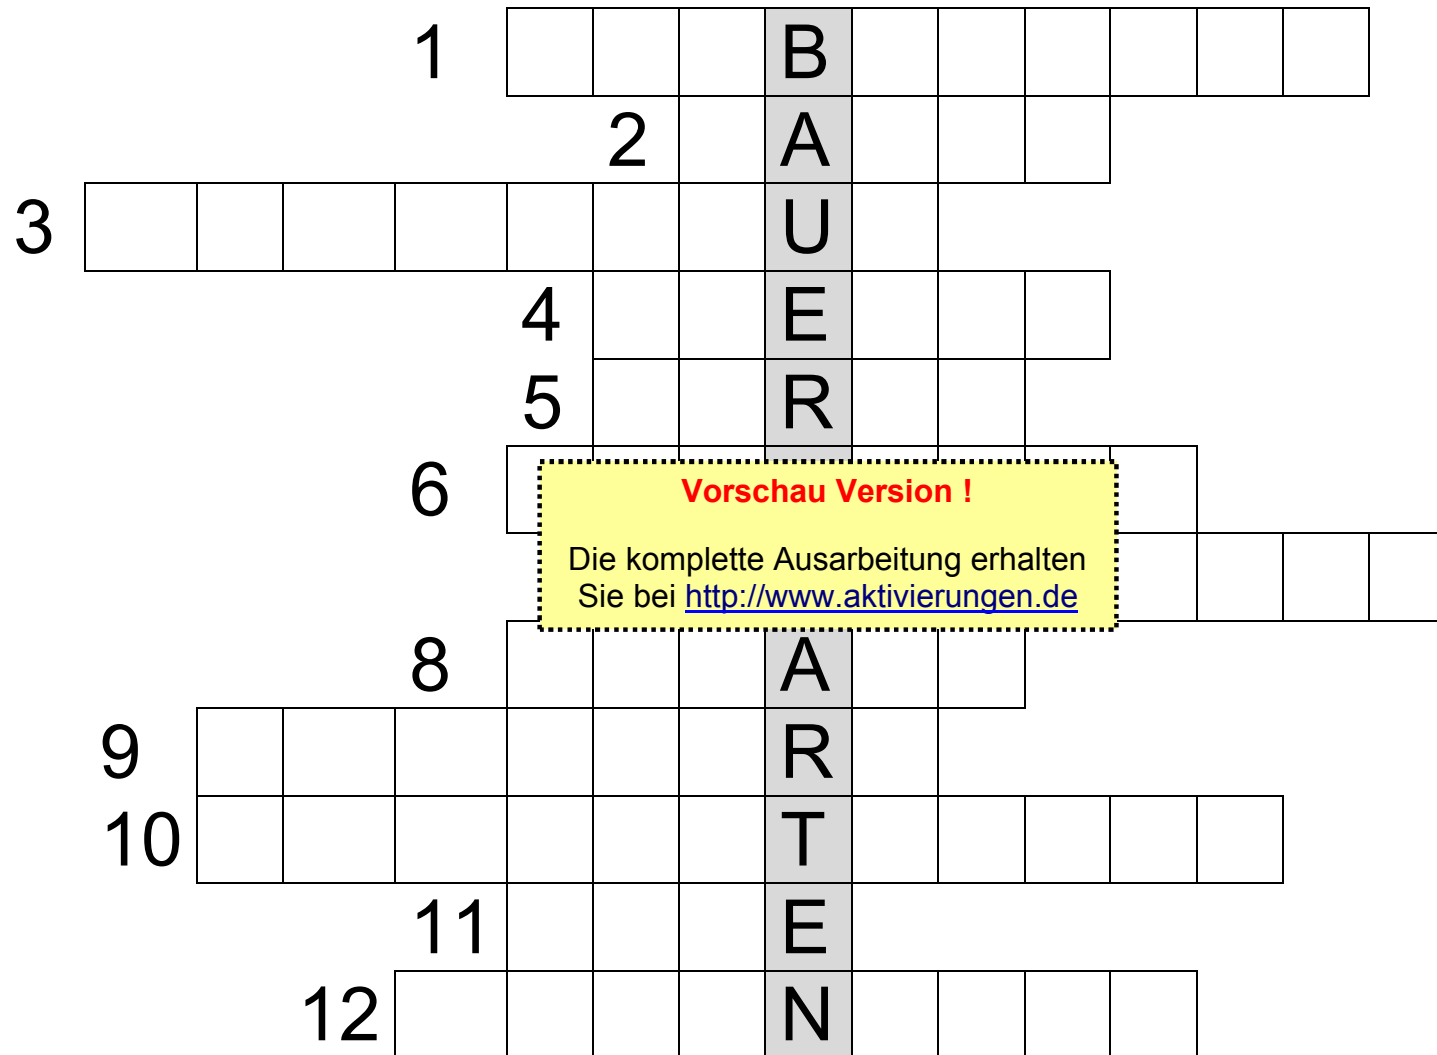 1 B
2 A
3 U
4 E
5 R
6
Vorschau Version !
Die komplette Ausarbeitung erhalten
Sie bei http://www.aktivierungen.de
8 A
9 R
10 T
11 E
12 N